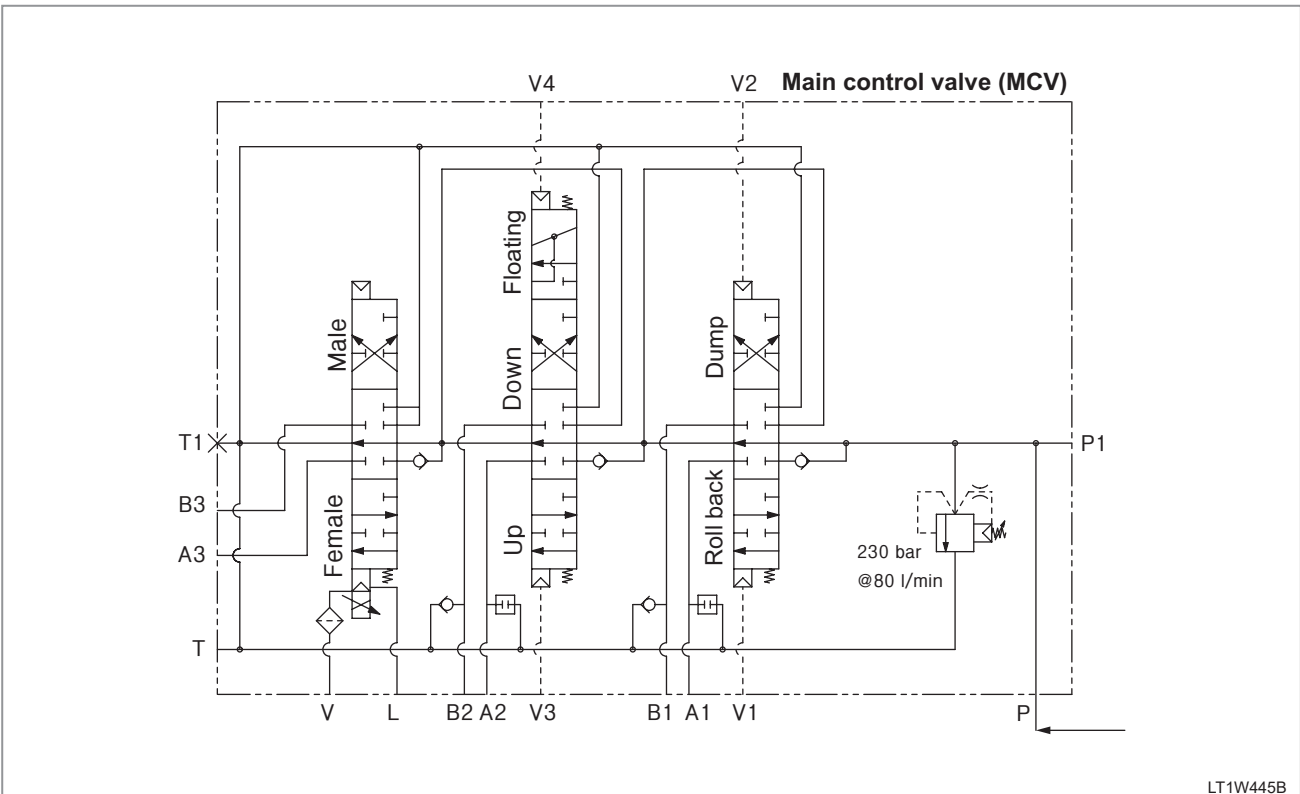 V4
V2
Main control valve (MCV)
Male
Floating
Down
Dump
T1
P1
B3
A3
Female
Up
Roll back
230 bar
@80 l/min
T
V
L
B2
A2
V3
B1
A1
V1
P
LT1W445B